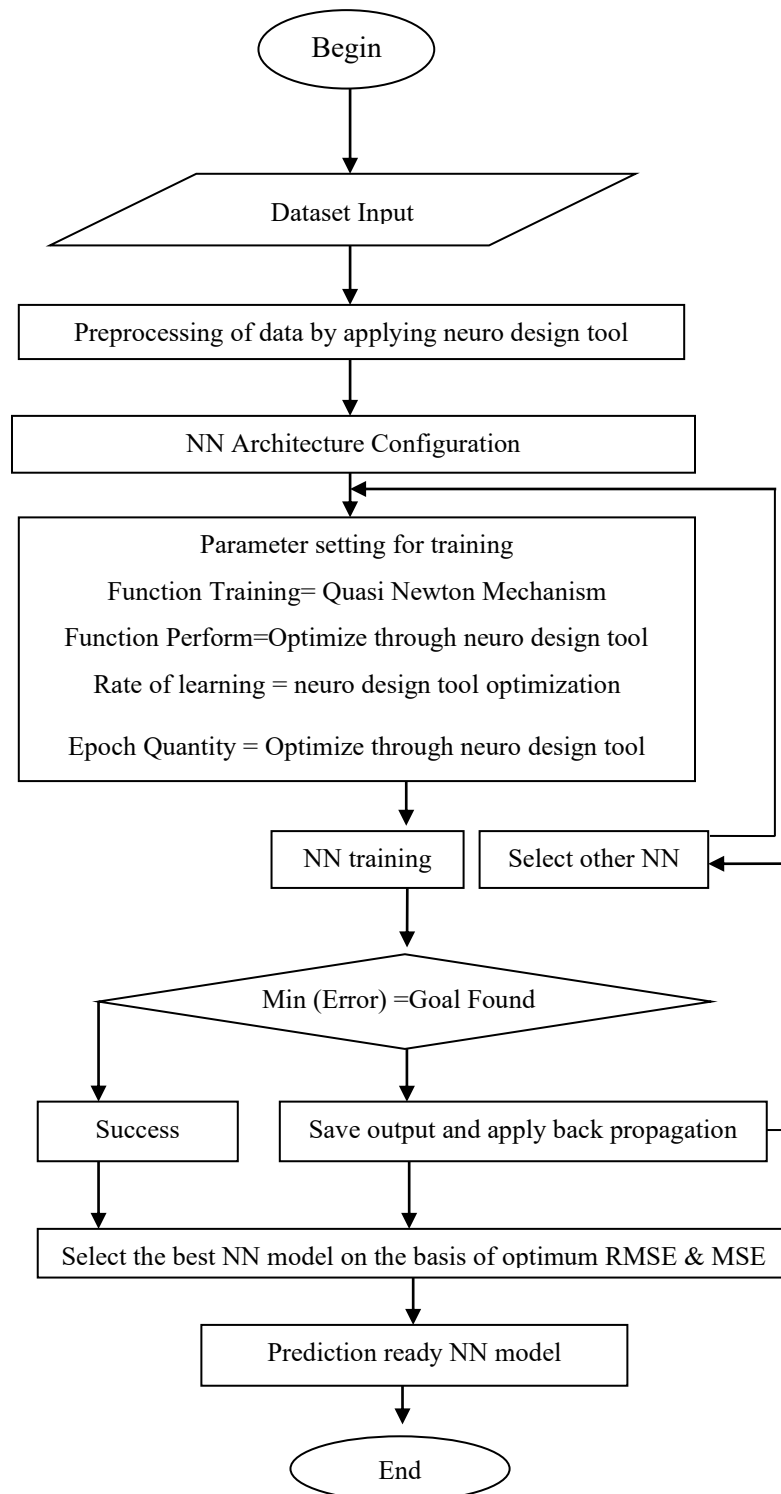 Begin
Dataset Input
Preprocessing of data by applying neuro design tool
NN Architecture Configuration
Parameter setting for training
Function Training= Quasi Newton Mechanism
Function Perform=Optimize through neuro design tool
Rate of learning = neuro design tool optimization
Epoch Quantity = Optimize through neuro design tool
NN training
Select other NN
Min (Error) =Goal Found
Success
Save output and apply back propagation
Select the best NN model on the basis of optimum RMSE & MSE
Prediction ready NN model
End